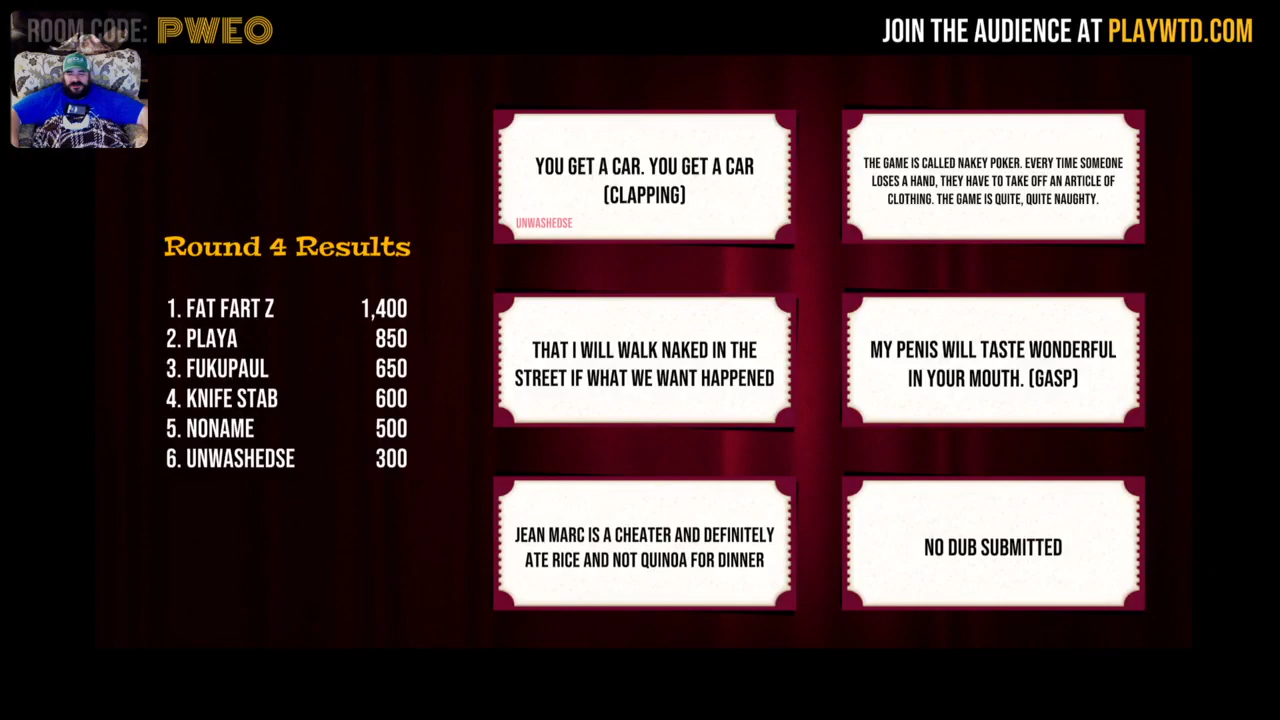 ROOM CODE: PWEO
JOIN THE AUDIENCE AT PLAYWTD.COM
Round 4 Results
1. FAT FART Z 1,400
2. PLAYA 850
3. FUKUPAUL 650
4. KNIFE STAB 600
5. NONAME 500
6. UNWASHEDSE 300
YOU GET A CAR. YOU GET A CAR
(CLAPPING)
UNWASHEDSE
THE GAME IS CALLED NAKEY POKER. EVERY TIME SOMEONE
LOSES A HAND, THEY HAVE TO TAKE OFF AN ARTICLE OF
CLOTHING. THE GAME IS QUITE, QUITE NAUGHTY.
THAT I WILL WALK NAKED IN THE
STREET IF WHAT WE WANT HAPPENED
MY PENIS WILL TASTE WONDERFUL
IN YOUR MOUTH. (GASP)
JEAN MARC IS A CHEATER AND DEFINITELY
ATE RICE AND NOT QUINOA FOR DINNER
NO DUB SUBMITTED